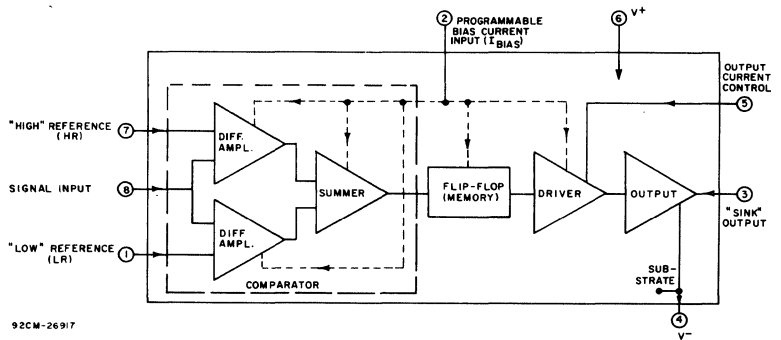 2 PROGRAMMABLE
BIAS CURRENT
INPUT (I BIAS)
6 V+
OUTPUT
CURRENT
CONTROL
5
"HIGH" REFERENCE
(HR)
7
DIFF.
AMPL.
SIGNAL INPUT
8
SUMMER
FLIP-FLOP
(MEMORY)
DRIVER
OUTPUT
3
"SINK"
OUTPUT
"LOW" REFERENCE
(LR)
1
DIFF
AMPL.
COMPARATOR
SUB-
STRATE
4
V-
92CM-26917